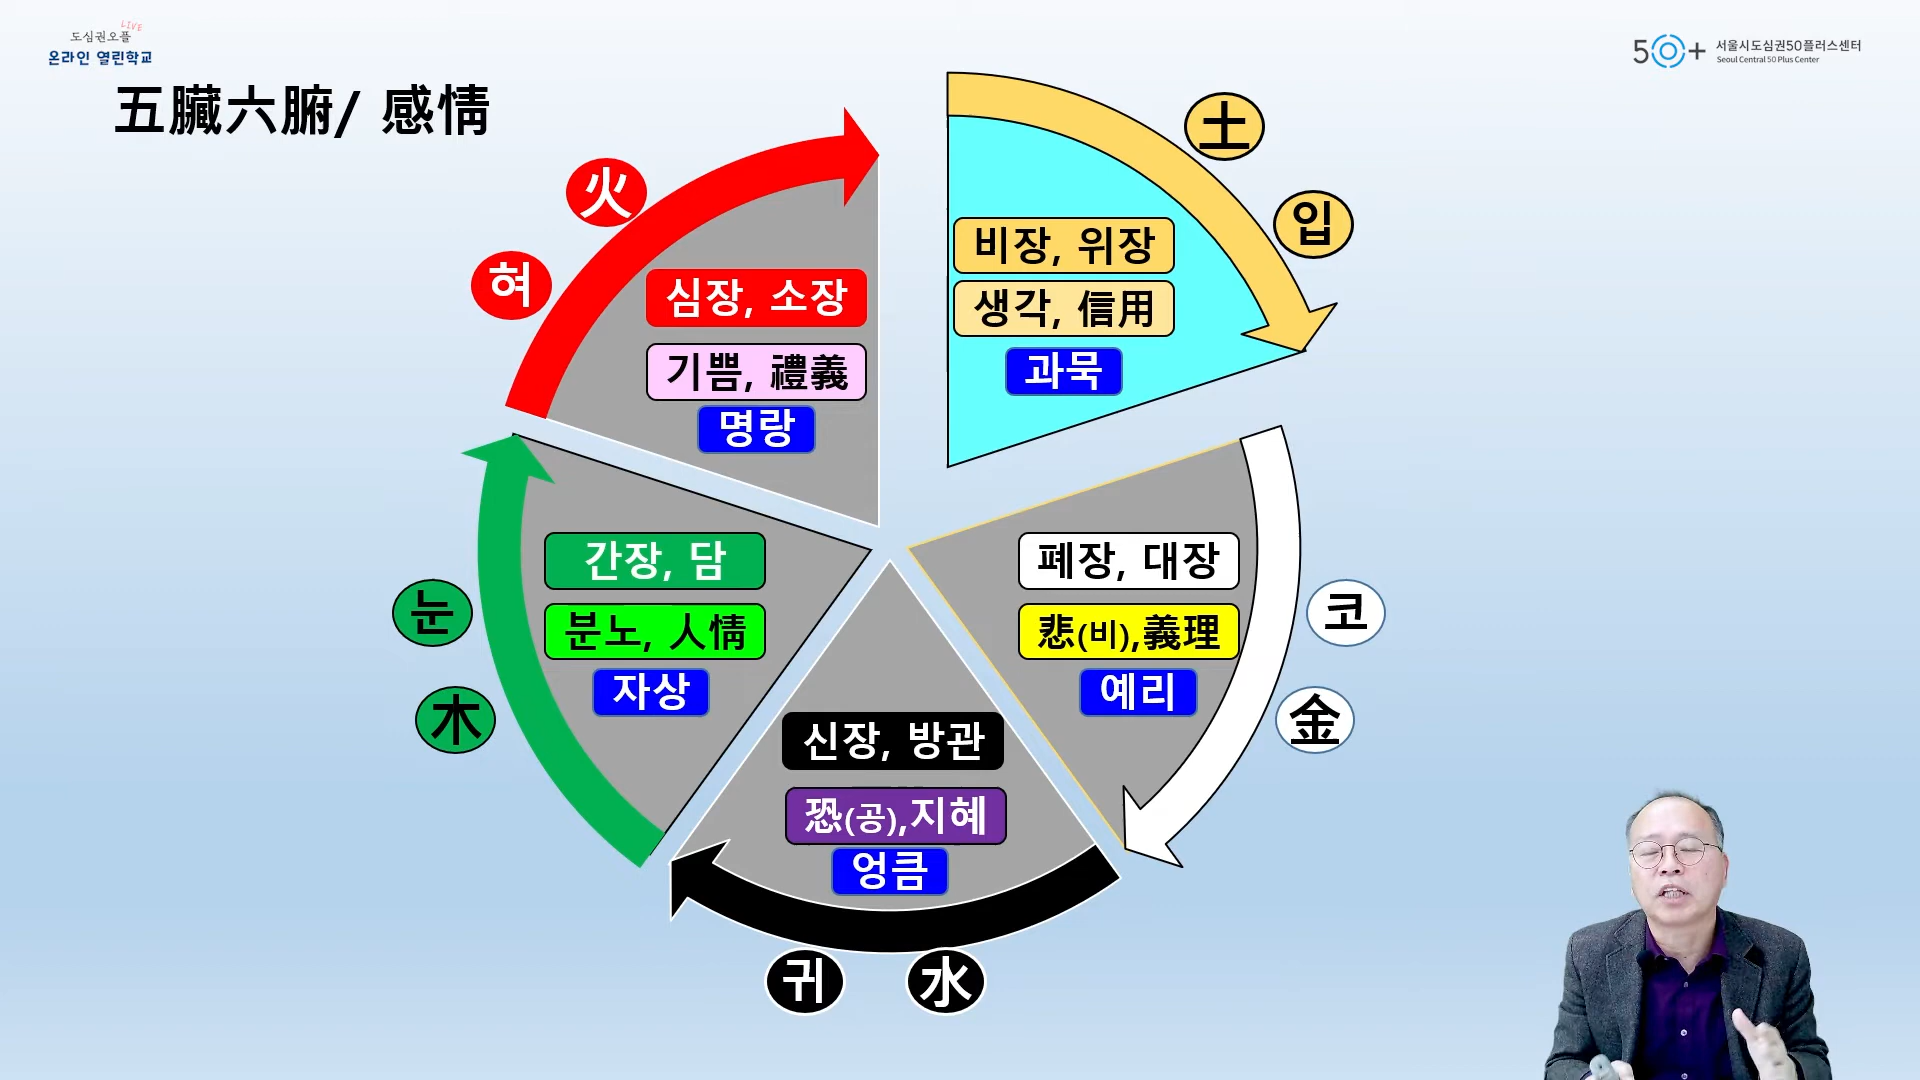 LIVE
도심권오플
온라인 열린학교
50+ 서울시도심권50플러스센터
Seoul Central 50 Plus Center
五臟六腑/ 感情
土
입
비장, 위장
생각, 信用
과묵
火
혀
심장, 소장
기쁨, 禮義
명랑
간장, 담
분노, 人情
자상
눈
木
폐장, 대장
悲(비),義理
예리
코
金
신장, 방관
恐(공),지혜
엉큼
귀
水